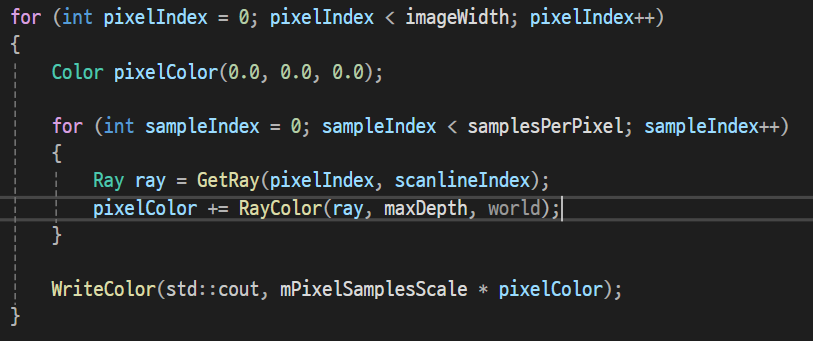 for (int pixelIndex = 0; pixelIndex < imageWidth; pixelIndex++)
{
    Color pixelColor(0.0, 0.0, 0.0);

    for (int sampleIndex = 0; sampleIndex < samplesPerPixel; sampleIndex++)
    {
        Ray ray = GetRay(pixelIndex, scanlineIndex);
        pixelColor += RayColor(ray, maxDepth, world);
    }

    WriteColor(std::cout, mPixelSamplesScale * pixelColor);
}